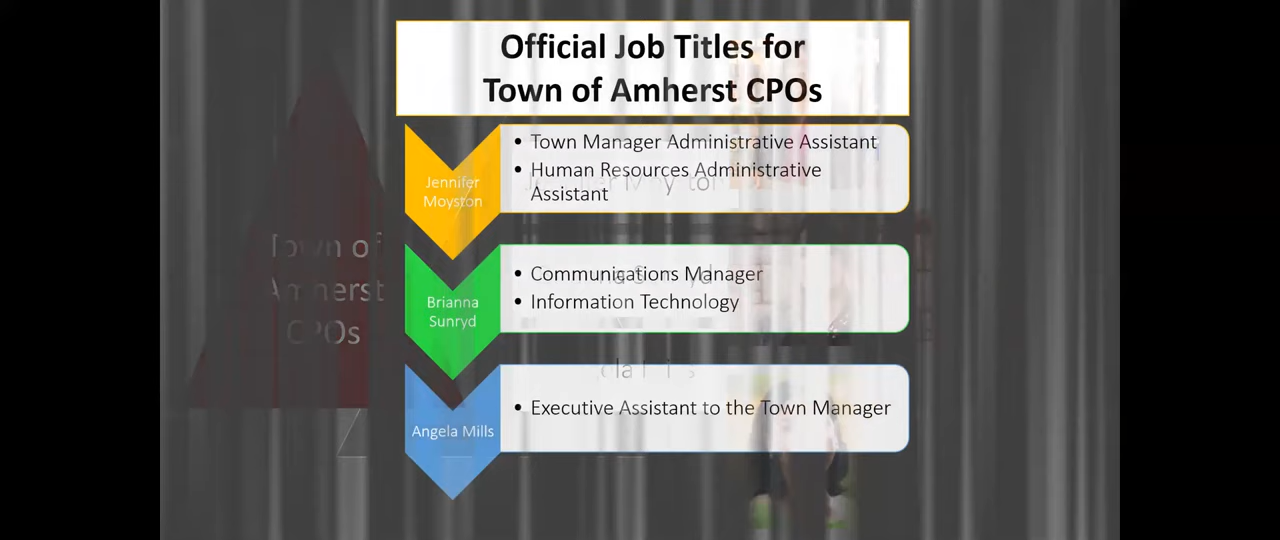 Official Job Titles for
Town of Amherst CPOs
Jennifer
Moyston
• Town Manager Administrative Assistant
• Human Resources Administrative
Assistant
Brianna
Sunryd
• Communications Manager
• Information Technology
Angela Mills
• Executive Assistant to the Town Manager
Town of
Amherst
CPOs